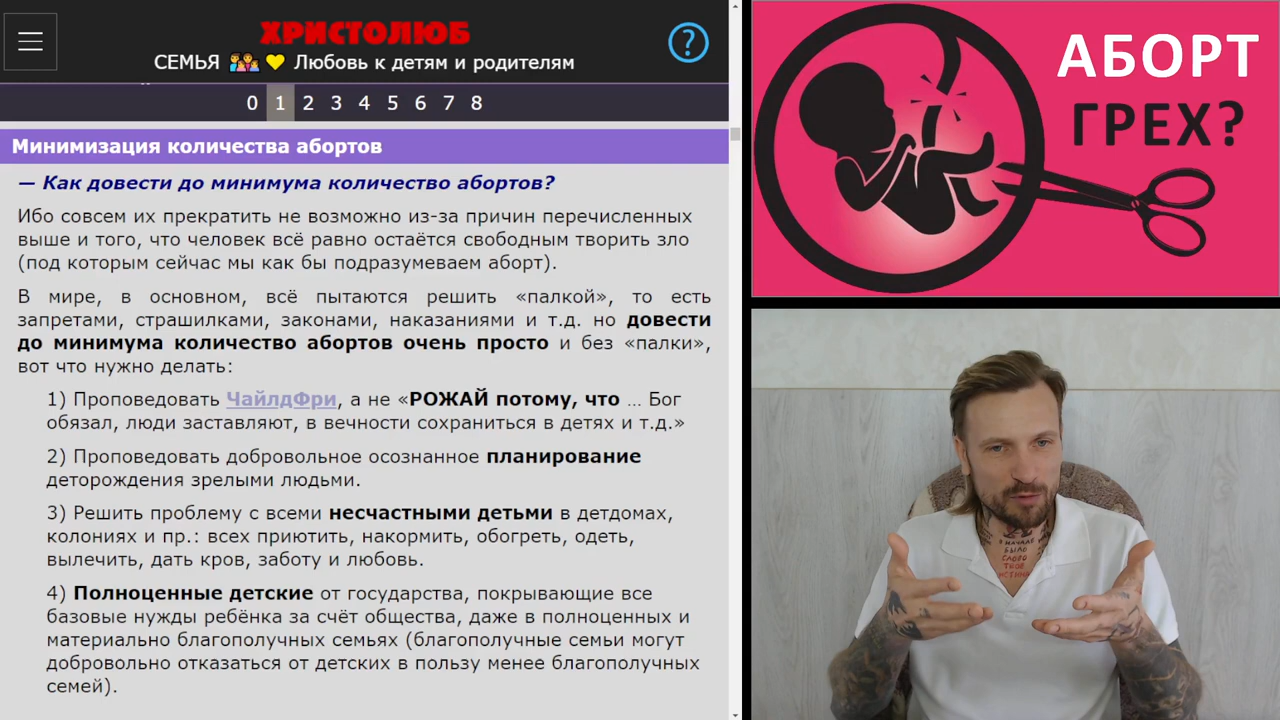 ХРИСТОЛЮБ
СЕМЬЯ 👨‍👩‍👧 💛 Любовь к детям и родителям
?
0 1 2 3 4 5 6 7 8
Минимизация количества абортов
— Как довести до минимума количество абортов?
Ибо совсем их прекратить не возможно из-за причин перечисленных
выше и того, что человек всё равно остаётся свободным творить зло
(под которым сейчас мы как бы подразумеваем аборт).
В мире, в основном, всё пытаются решить «палкой», то есть
запретами, страшилками, законами, наказаниями и т.д. но довести
до минимума количество абортов очень просто и без «палки»,
вот что нужно делать:
1) Проповедовать ЧайлдФри, а не «РОЖАЙ потому, что ... Бог
обязал, люди заставляют, в вечности сохраниться в детях и т.д.»
2) Проповедовать добровольное осознанное планирование
деторождения зрелыми людьми.
3) Решить проблему с всеми несчастными детьми в детдомах,
колониях и пр.: всех приютить, накормить, обогреть, одеть,
вылечить, дать кров, заботу и любовь.
4) Полноценные детские от государства, покрывающие все
базовые нужды ребёнка за счёт общества, даже в полноценных и
материально благополучных семьях (благополучные семьи могут
добровольно отказаться от детских в пользу менее благополучных
семей).
АБОРТ
ГРЕХ?
В НАЧАЛЕ
БЫЛО
СЛОВО
ТВОЕ
ИСТИНА